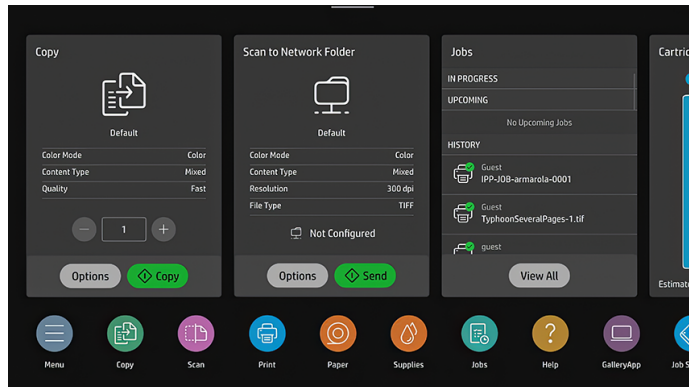 Copy
Default
Color Mode Color
Content Type Mixed
Quality Fast
1
Options Copy
Scan to Network Folder
Default
Color Mode Color
Content Type Mixed
Resolution 300 dpi
File Type TIFF
Not Configured
Options Send
Jobs
IN PROGRESS
UPCOMING
No Upcoming Jobs
HISTORY
Guest
IPP-JOB-armarola-0001
Guest
TyphoonSeveralPages-1.tif
guest
View All
Cartric
Estimate
Menu Copy Scan Print Paper Supplies Jobs Help GalleryApp Job S